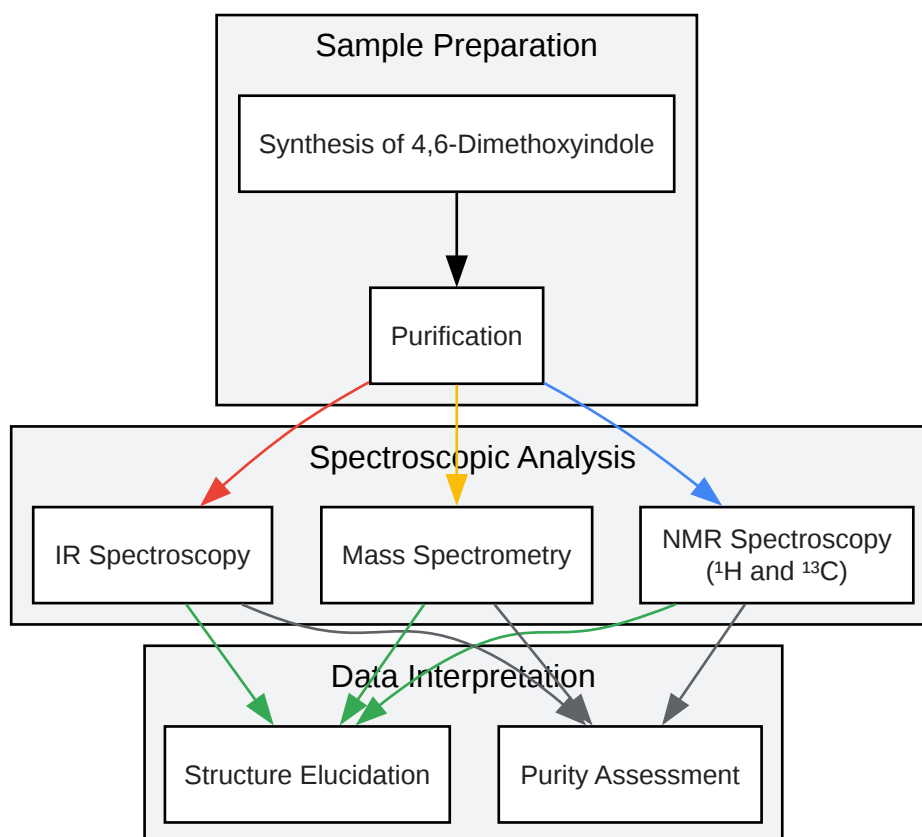 Sample Preparation
Synthesis of 4,6-Dimethoxyindole
Purification
Spectroscopic Analysis
IR Spectroscopy
Mass Spectrometry
NMR Spectroscopy
(¹H and ¹³C)
Data Interpretation
Structure Elucidation
Purity Assessment